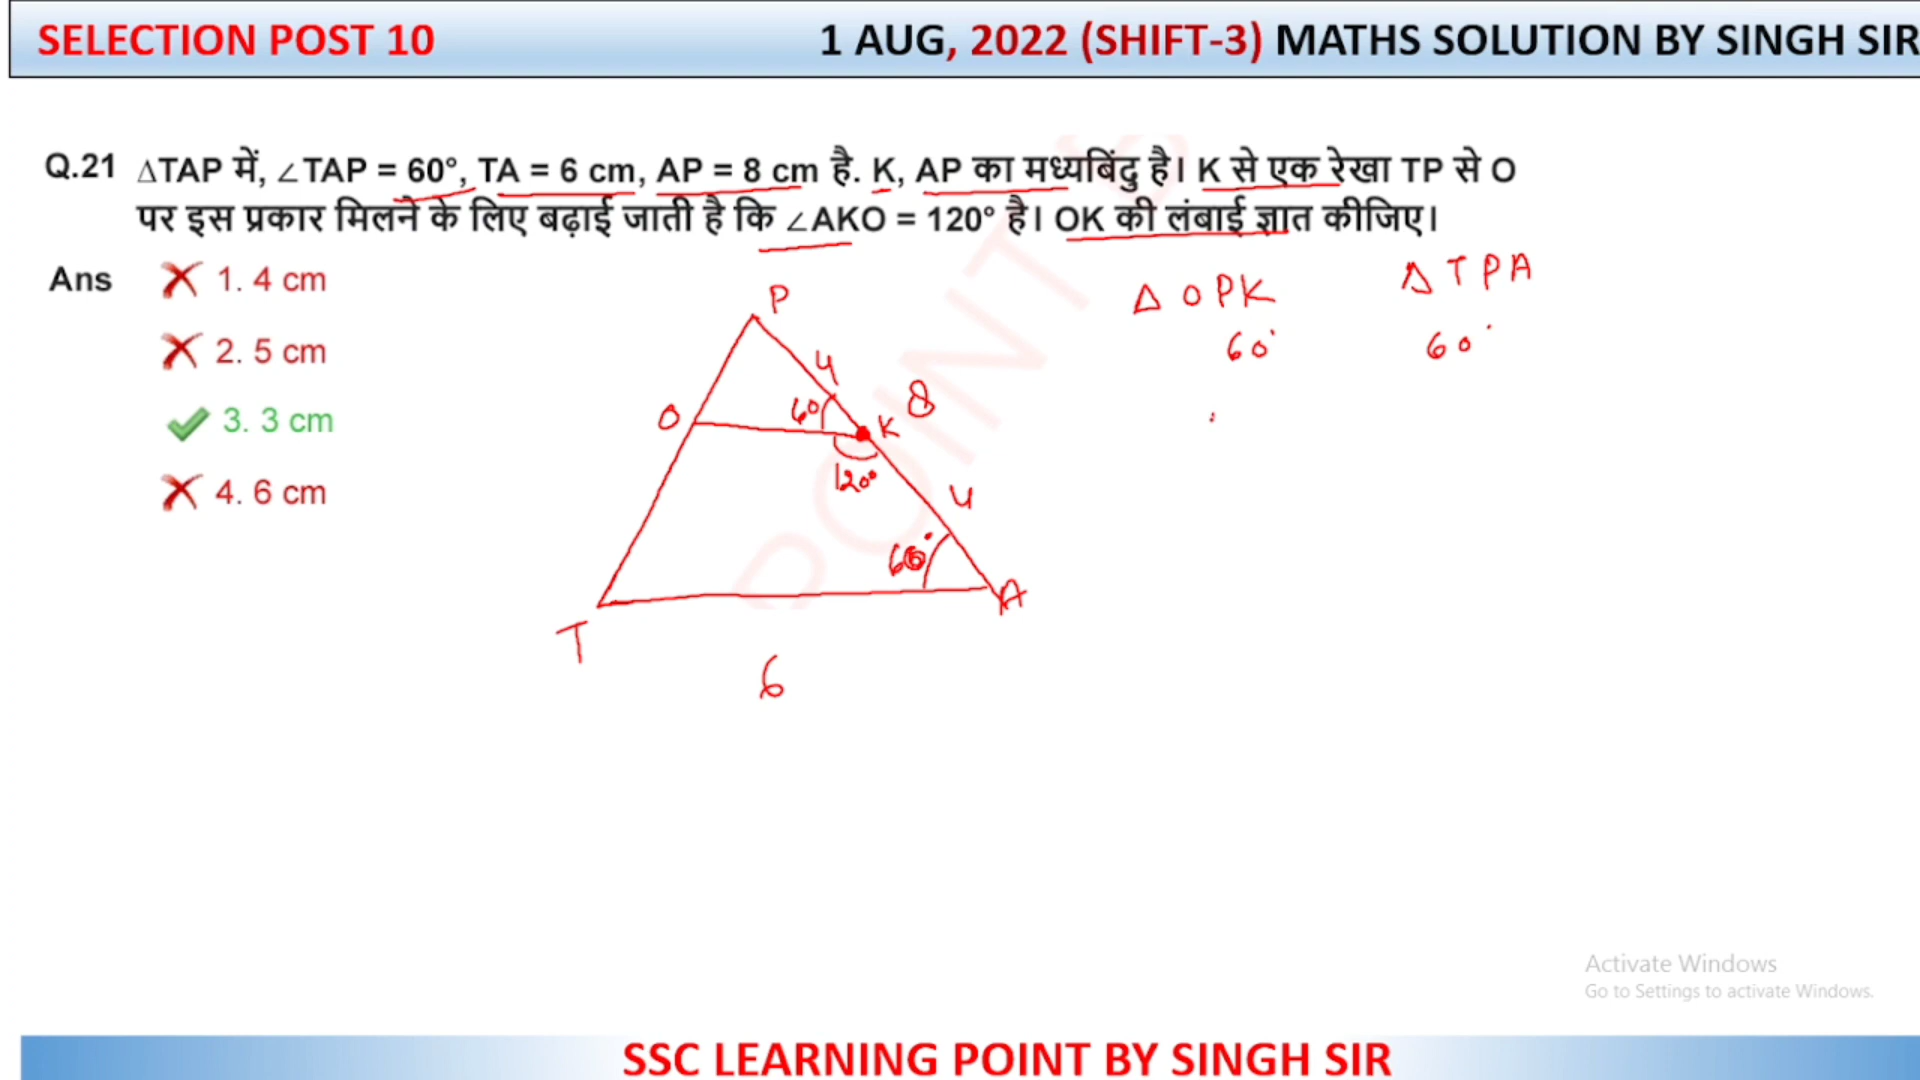 SELECTION POST 10
1 AUG, 2022 (SHIFT-3) MATHS SOLUTION BY SINGH SIR
Q.21 ΔTAP में, ∠TAP = 60°, TA = 6 cm, AP = 8 cm है. K, AP का मध्यबिंदु है। K से एक रेखा TP से O
पर इस प्रकार मिलने के लिए बढ़ाई जाती है कि ∠AKO = 120° है। OK की लंबाई ज्ञात कीजिए।
Ans
1. 4 cm
2. 5 cm
3. 3 cm
4. 6 cm
Δ OPK
Δ TPA
60°
60°
P
4
8
O
60
K
120°
4
60°
A
T
6
POINT
Activate Windows
Go to Settings to activate Windows.
SSC LEARNING POINT BY SINGH SIR